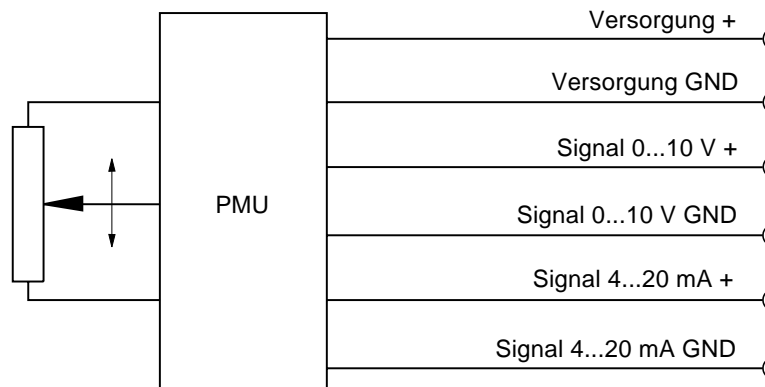 Versorgung +
Versorgung GND
Signal 0...10 V +
PMU
Signal 0...10 V GND
Signal 4...20 mA +
Signal 4...20 mA GND